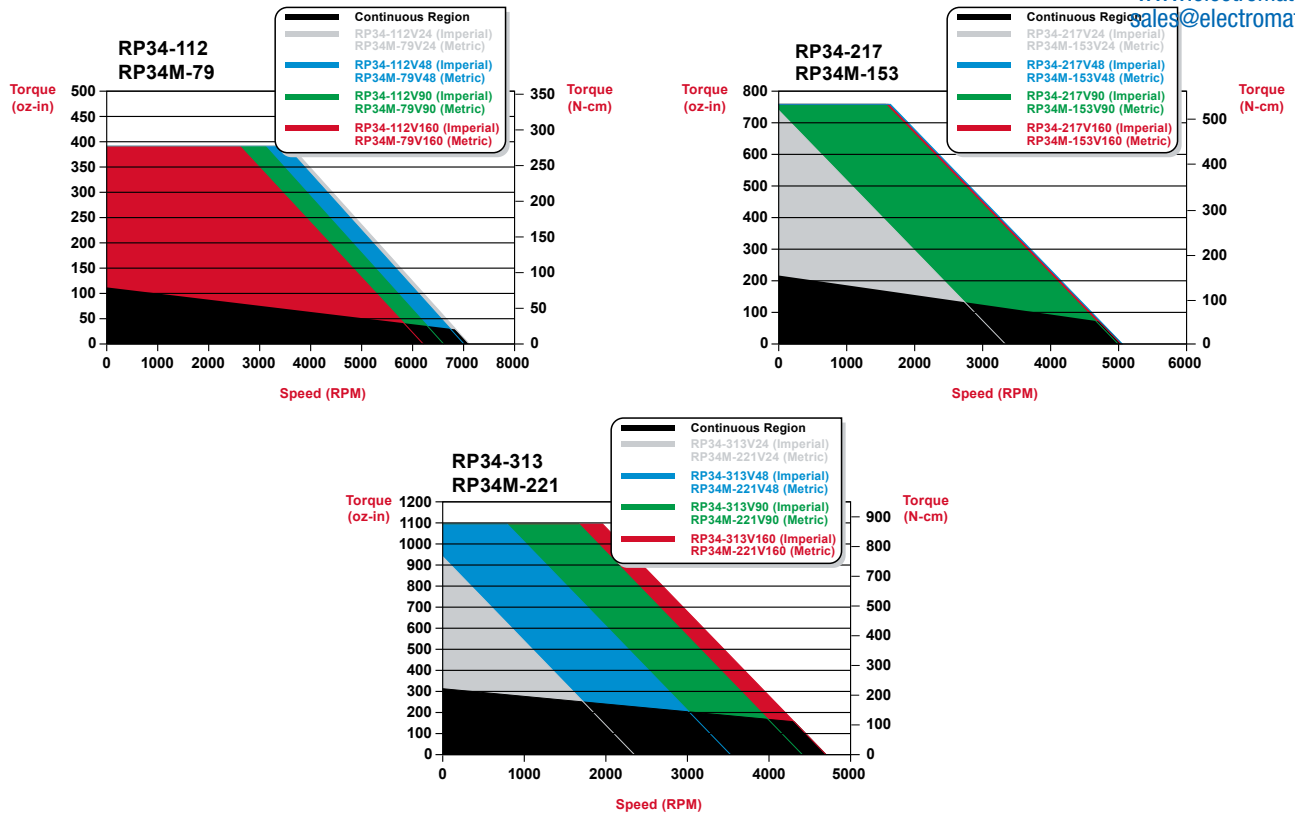 www.electromat
sales@electromat
RP34-112
RP34M-79
Continuous Region
RP34-112V24 (Imperial)
RP34M-79V24 (Metric)
RP34-112V48 (Imperial)
RP34M-79V48 (Metric)
RP34-112V90 (Imperial)
RP34M-79V90 (Metric)
RP34-112V160 (Imperial)
RP34M-79V160 (Metric)
Torque
(oz-in)
500
450
400
350
300
250
200
150
100
50
0
Torque
(N-cm)
350
300
250
200
150
100
50
0
0 1000 2000 3000 4000 5000 6000 7000 8000
Speed (RPM)
RP34-217
RP34M-153
Continuous Region
RP34-217V24 (Imperial)
RP34M-153V24 (Metric)
RP34-217V48 (Imperial)
RP34M-153V48 (Metric)
RP34-217V90 (Imperial)
RP34M-153V90 (Metric)
RP34-217V160 (Imperial)
RP34M-153V160 (Metric)
Torque
(oz-in)
800
700
600
500
400
300
200
100
0
Torque
(N-cm)
500
400
300
200
100
0
0 1000 2000 3000 4000 5000 6000
Speed (RPM)
RP34-313
RP34M-221
Continuous Region
RP34-313V24 (Imperial)
RP34M-221V24 (Metric)
RP34-313V48 (Imperial)
RP34M-221V48 (Metric)
RP34-313V90 (Imperial)
RP34M-221V90 (Metric)
RP34-313V160 (Imperial)
RP34M-221V160 (Metric)
Torque
(oz-in)
1200
1100
1000
900
800
700
600
500
400
300
200
100
0
Torque
(N-cm)
900
800
700
600
500
400
300
200
100
0
0 1000 2000 3000 4000 5000
Speed (RPM)